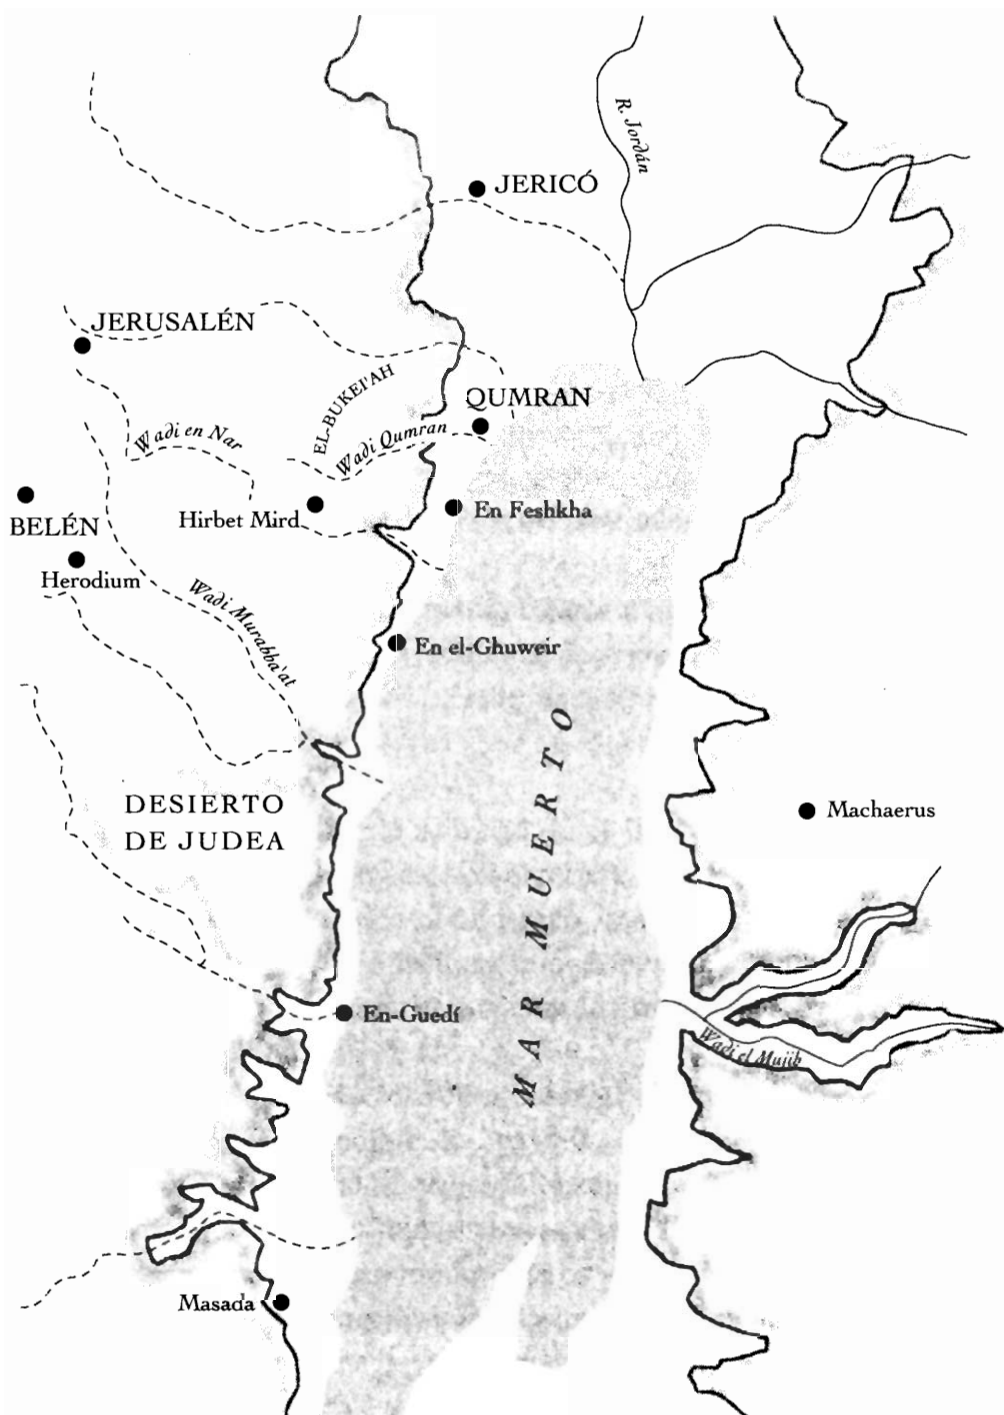 R. Jordán
JERICÓ
JERUSALÉN
EL-BUKEI'AH
QUMRAN
Wadi Qumran
Wadi en Nar
Hirbet Mird
En Feshkha
BELÉN
Herodium
Wadi Murabba'at
En el-Ghuweir
MAR MUERTO
DESIERTO
DE JUDEA
Machaerus
En-Guedí
Wadi el Mujib
Masada